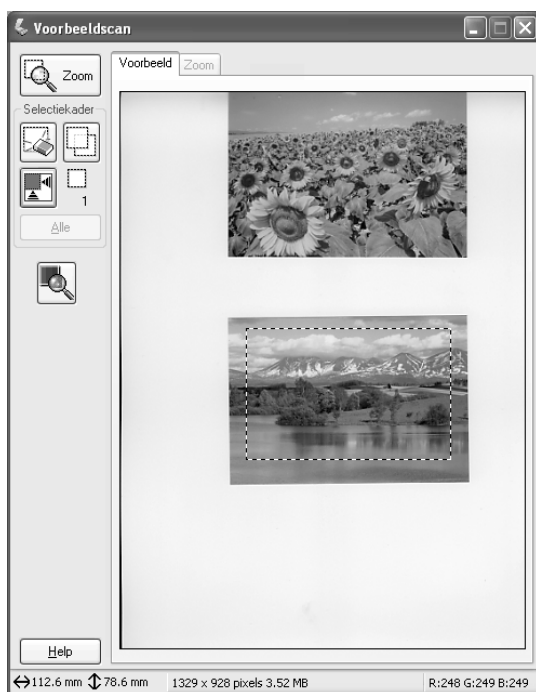 Voorbeeldscan
Zoom
Voorbeeld Zoom
Selectiekader
1
Alle
Help
112.6 mm 78.6 mm 1329 x 928 pixels 3.52 MB R:248 G:249 B:249